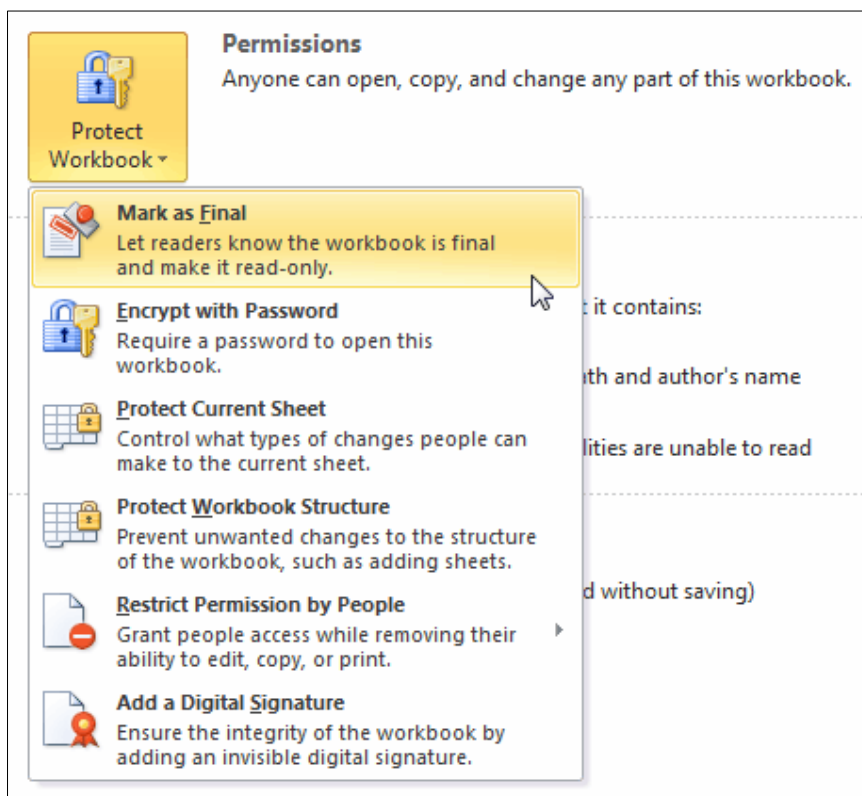 Permissions
Anyone can open, copy, and change any part of this workbook.
Protect
Workbook
Mark as Final
Let readers know the workbook is final
and make it read-only.
Encrypt with Password
Require a password to open this
workbook.
Protect Current Sheet
Control what types of changes people can
make to the current sheet.
Protect Workbook Structure
Prevent unwanted changes to the structure
of the workbook, such as adding sheets.
Restrict Permission by People
Grant people access while removing their
ability to edit, copy, or print.
Add a Digital Signature
Ensure the integrity of the workbook by
adding an invisible digital signature.
it contains:
and author's name
are unable to read
without saving)